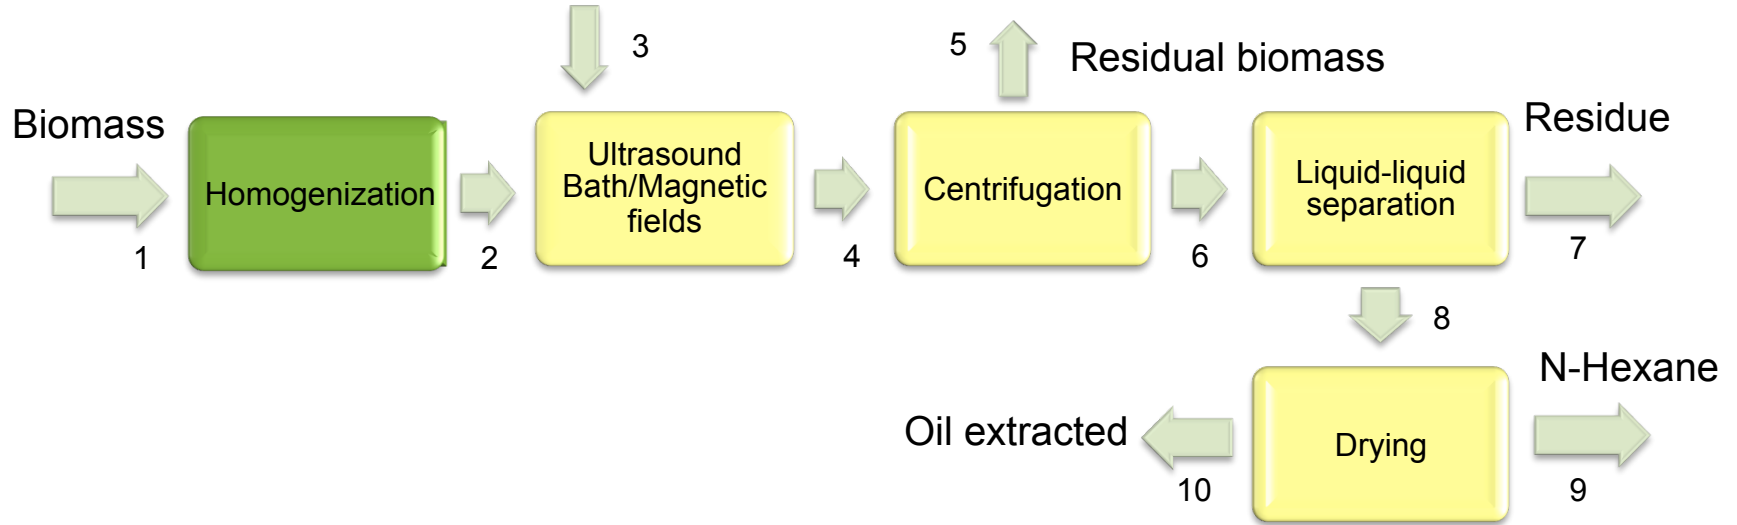 3
5
Residual biomass
Biomass
Residue
Homogenization
Ultrasound
Bath/Magnetic
fields
Centrifugation
Liquid-liquid
separation
1
2
4
6
7
8
N-Hexane
Oil extracted
Drying
10
9